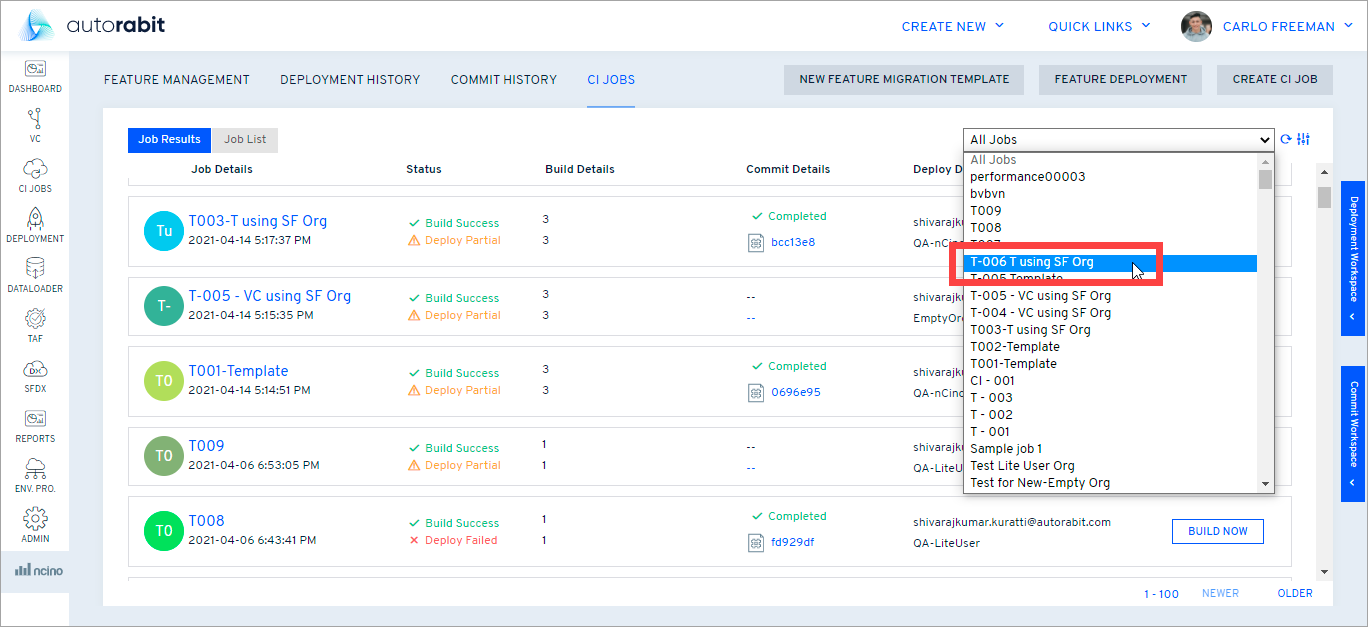 autorabit
CREATE NEW
QUICK LINKS
CARLO FREEMAN
DASHBOARD
VC
CI JOBS
DEPLOYMENT
DATALOADER
TAF
SFDX
REPORTS
ENV. PRO.
ADMIN
ncino
FEATURE MANAGEMENT
DEPLOYMENT HISTORY
COMMIT HISTORY
CI JOBS
NEW FEATURE MIGRATION TEMPLATE
FEATURE DEPLOYMENT
CREATE CI JOB
Job Results
Job List
All Jobs
Job Details
Status
Build Details
Commit Details
Deploy D
Tu
T003-T using SF Org
2021-04-14 5:17:37 PM
Build Success
Deploy Partial
3
3
Completed
bcc13e8
shivarajku
QA-nCino
T-
T-005 - VC using SF Org
2021-04-14 5:15:35 PM
Build Success
Deploy Partial
3
3
--
--
shivarajku
EmptyOrg
T0
T001-Template
2021-04-14 5:14:51 PM
Build Success
Deploy Partial
3
3
Completed
0696e95
shivarajku
QA-nCino
T0
T009
2021-04-06 6:53:05 PM
Build Success
Deploy Partial
1
1
--
--
shivarajku
QA-LiteU
T0
T008
2021-04-06 6:43:41 PM
Build Success
Deploy Failed
1
1
Completed
fd929df
shivarajkumar.kuratti@autorabit.com
QA-LiteUser
BUILD NOW
All Jobs
performance00003
bvbvn
T009
T008
T007
T-006 T using SF Org
T-005 Template
T-005 - VC using SF Org
T-004 - VC using SF Org
T003-T using SF Org
T002-Template
T001-Template
CI - 001
T - 003
T - 002
T - 001
Sample job 1
Test Lite User Org
Test for New-Empty Org
1 - 100
NEWER
OLDER
Deployment Workspace
Commit Workspace